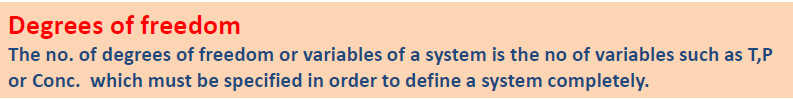 Degrees of freedom
The no. of degrees of freedom or variables of a system is the no of variables such as T,P
or Conc.  which must be specified in order to define a system completely.